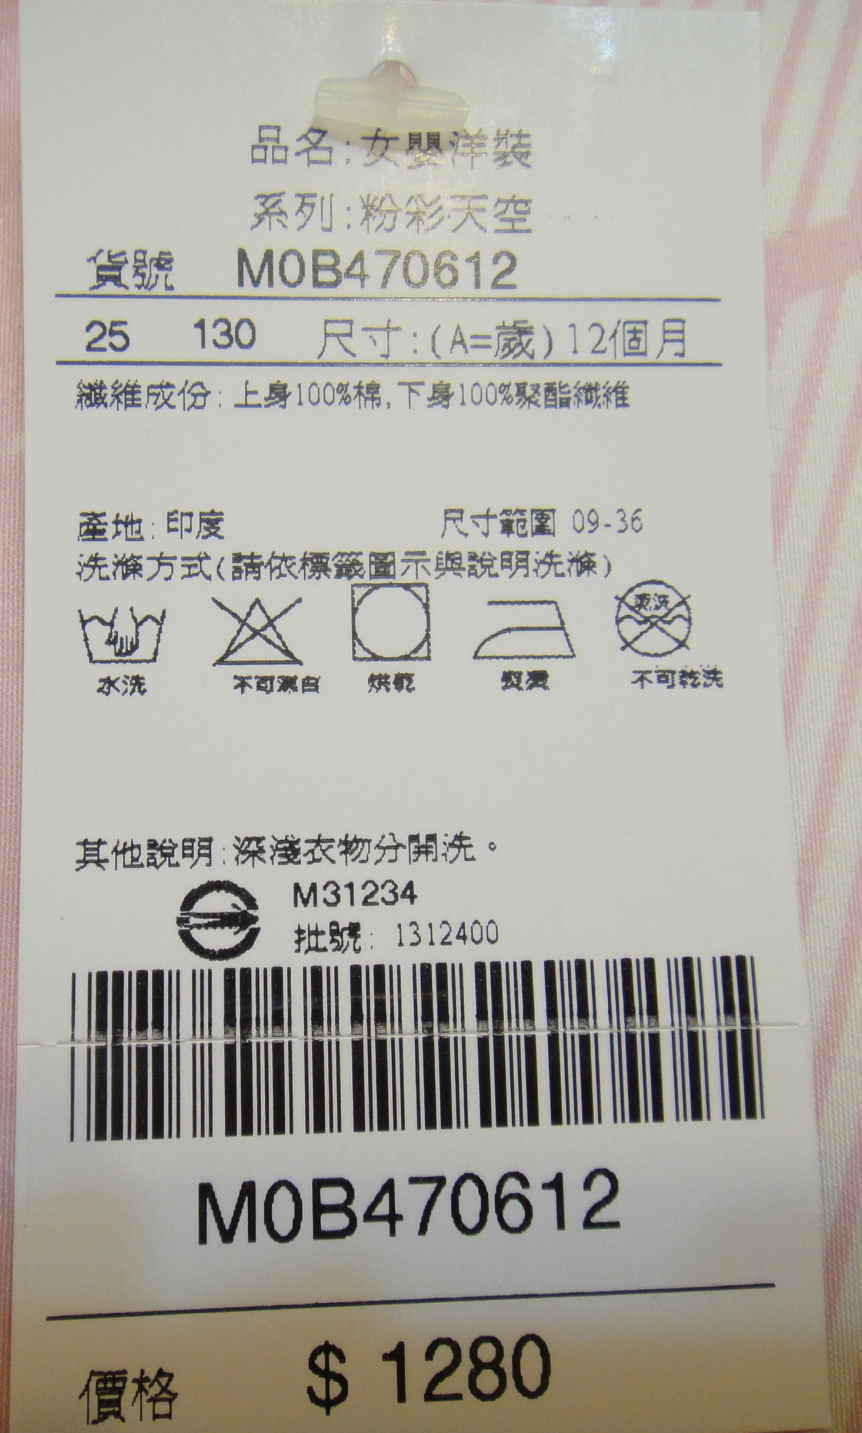 品名:女嬰洋裝
系列:粉彩天空
貨號 M0B470612
25 130 尺寸:(A=歲)12個月
纖維成份:上身100%棉,下身100%聚酯纖維
產地:印度 尺寸範圍 09-36
洗滌方式(請依標籤圖示與說明洗滌)
乾洗
水洗 不可漂白 烘乾 熨燙 不可乾洗
其他說明:深淺衣物分開洗。
M31234
批號: 1312400
M0B470612
價格 $ 1280